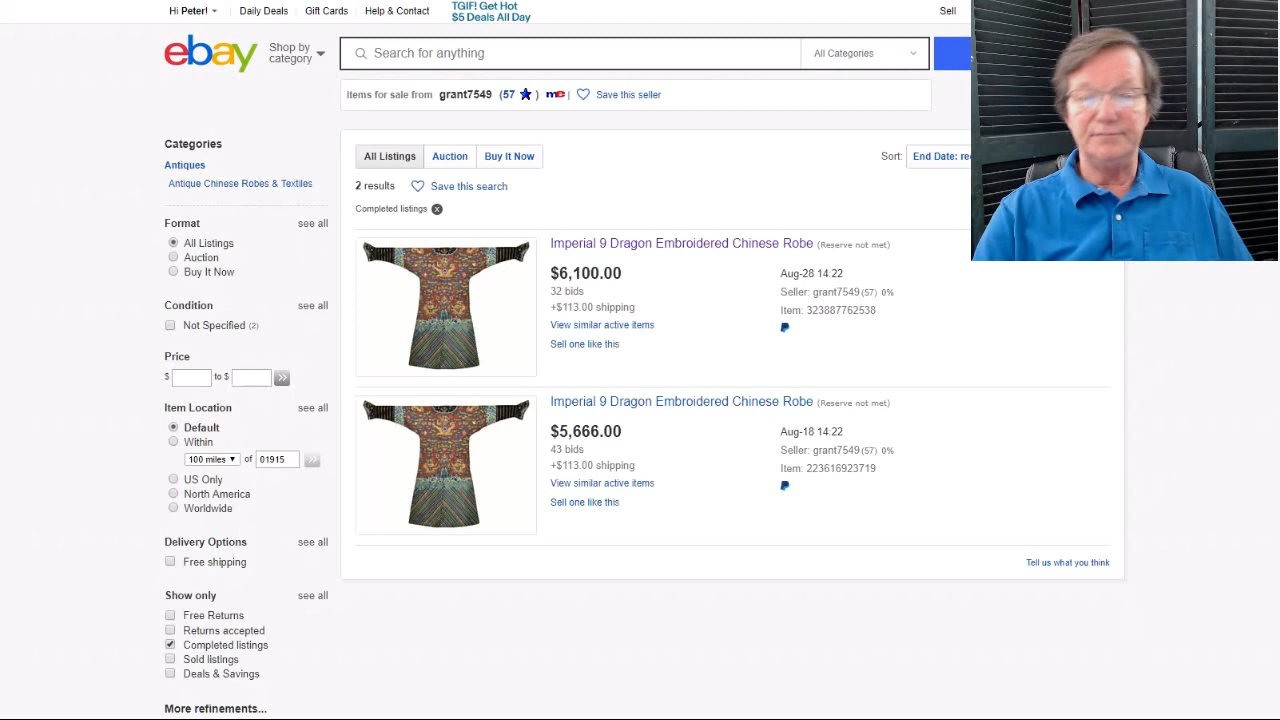 Hi Peter! Daily Deals Gift Cards Help & Contact TGIF! Get Hot $5 Deals All Day Sell
ebay Shop by category Search for anything All Categories
Items for sale from grant7549 (57 ) me | Save this seller
Categories
Antiques
Antique Chinese Robes & Textiles
Format see all
All Listings
Auction
Buy It Now
Condition see all
Not Specified (2)
Price
$ to $
Item Location see all
Default
Within
100 miles of 01915
US Only
North America
Worldwide
Delivery Options see all
Free shipping
Show only see all
Free Returns
Returns accepted
Completed listings
Sold listings
Deals & Savings
More refinements...
All Listings Auction Buy It Now Sort: End Date:
2 results Save this search
Completed listings
Imperial 9 Dragon Embroidered Chinese Robe (Reserve not met)
$6,100.00 Aug-28 14:22
32 bids Seller: grant7549(57) 0%
+$113.00 shipping Item: 323887762538
View similar active items
Sell one like this
Imperial 9 Dragon Embroidered Chinese Robe (Reserve not met)
$5,666.00 Aug-18 14:22
43 bids Seller: grant7549(57) 0%
+$113.00 shipping Item: 223616923719
View similar active items
Sell one like this
Tell us what you think